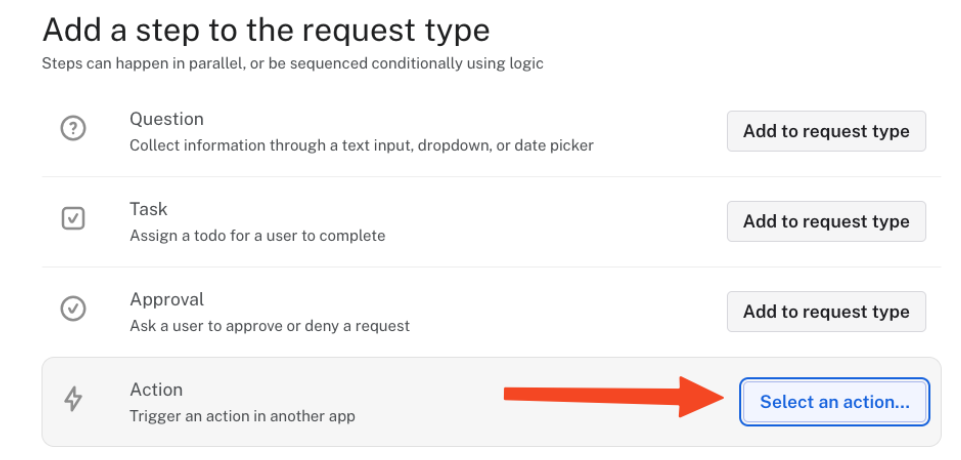 Add a step to the request type
Steps can happen in parallel, or be sequenced conditionally using logic
Question
Collect information through a text input, dropdown, or date picker
Add to request type
Task
Assign a todo for a user to complete
Add to request type
Approval
Ask a user to approve or deny a request
Add to request type
Action
Trigger an action in another app
Select an action...